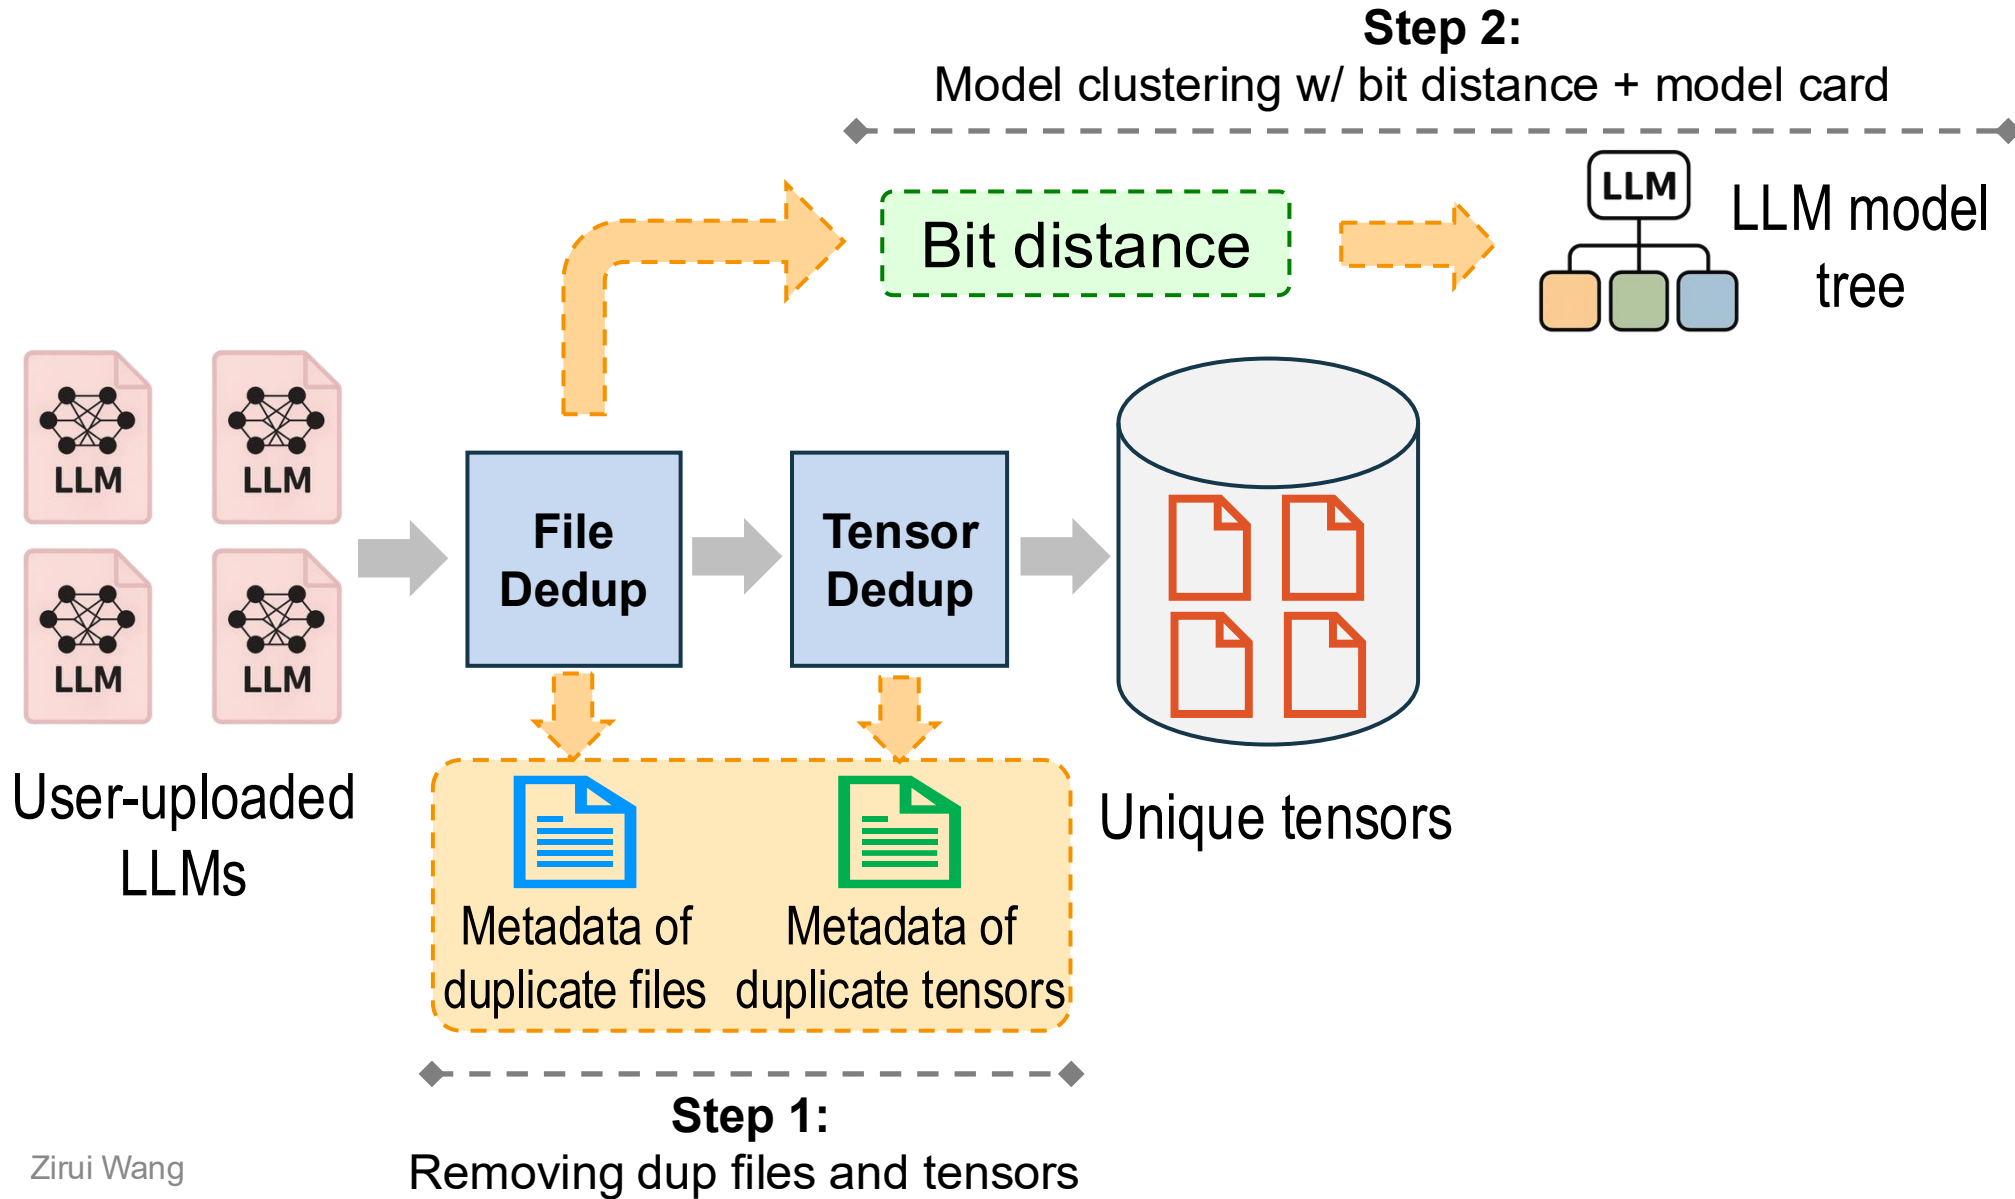 Step 2:
Model clustering w/ bit distance + model card
Bit distance
LLM
LLM model
tree
LLM
LLM
LLM
LLM
User-uploaded
LLMs
File
Dedup
Tensor
Dedup
Unique tensors
Metadata of
duplicate files
Metadata of
duplicate tensors
Step 1:
Removing dup files and tensors
Zirui Wang